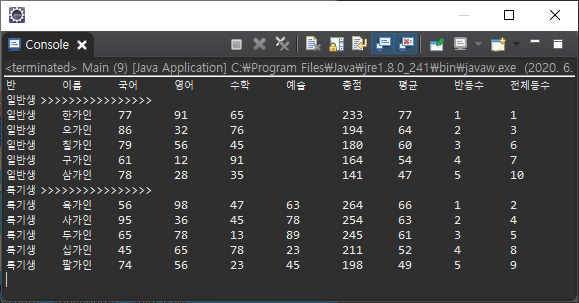 Console
<terminated> Main (9) [Java Application] C:₩Program Files₩Java₩jre1.8.0_241₩bin₩javaw.exe (2020. 6.
반 이름 국어 영어 수학 예술 총점 평균 반등수 전체등수
일반생 >>>>>>>>>>>>>>>>
일반생 한가인 77 91 65 233 77 1 1
일반생 오가인 86 32 76 194 64 2 3
일반생 칠가인 79 56 45 180 60 3 6
일반생 구가인 61 12 91 164 54 4 7
일반생 삼가인 78 28 35 141 47 5 10
특기생 >>>>>>>>>>>>>>>>
특기생 육가인 56 98 47 63 264 66 1 2
특기생 사가인 95 36 45 78 254 63 2 4
특기생 두가인 65 78 13 89 245 61 3 5
특기생 십가인 45 65 78 23 211 52 4 8
특기생 팔가인 74 56 23 45 198 49 5 9